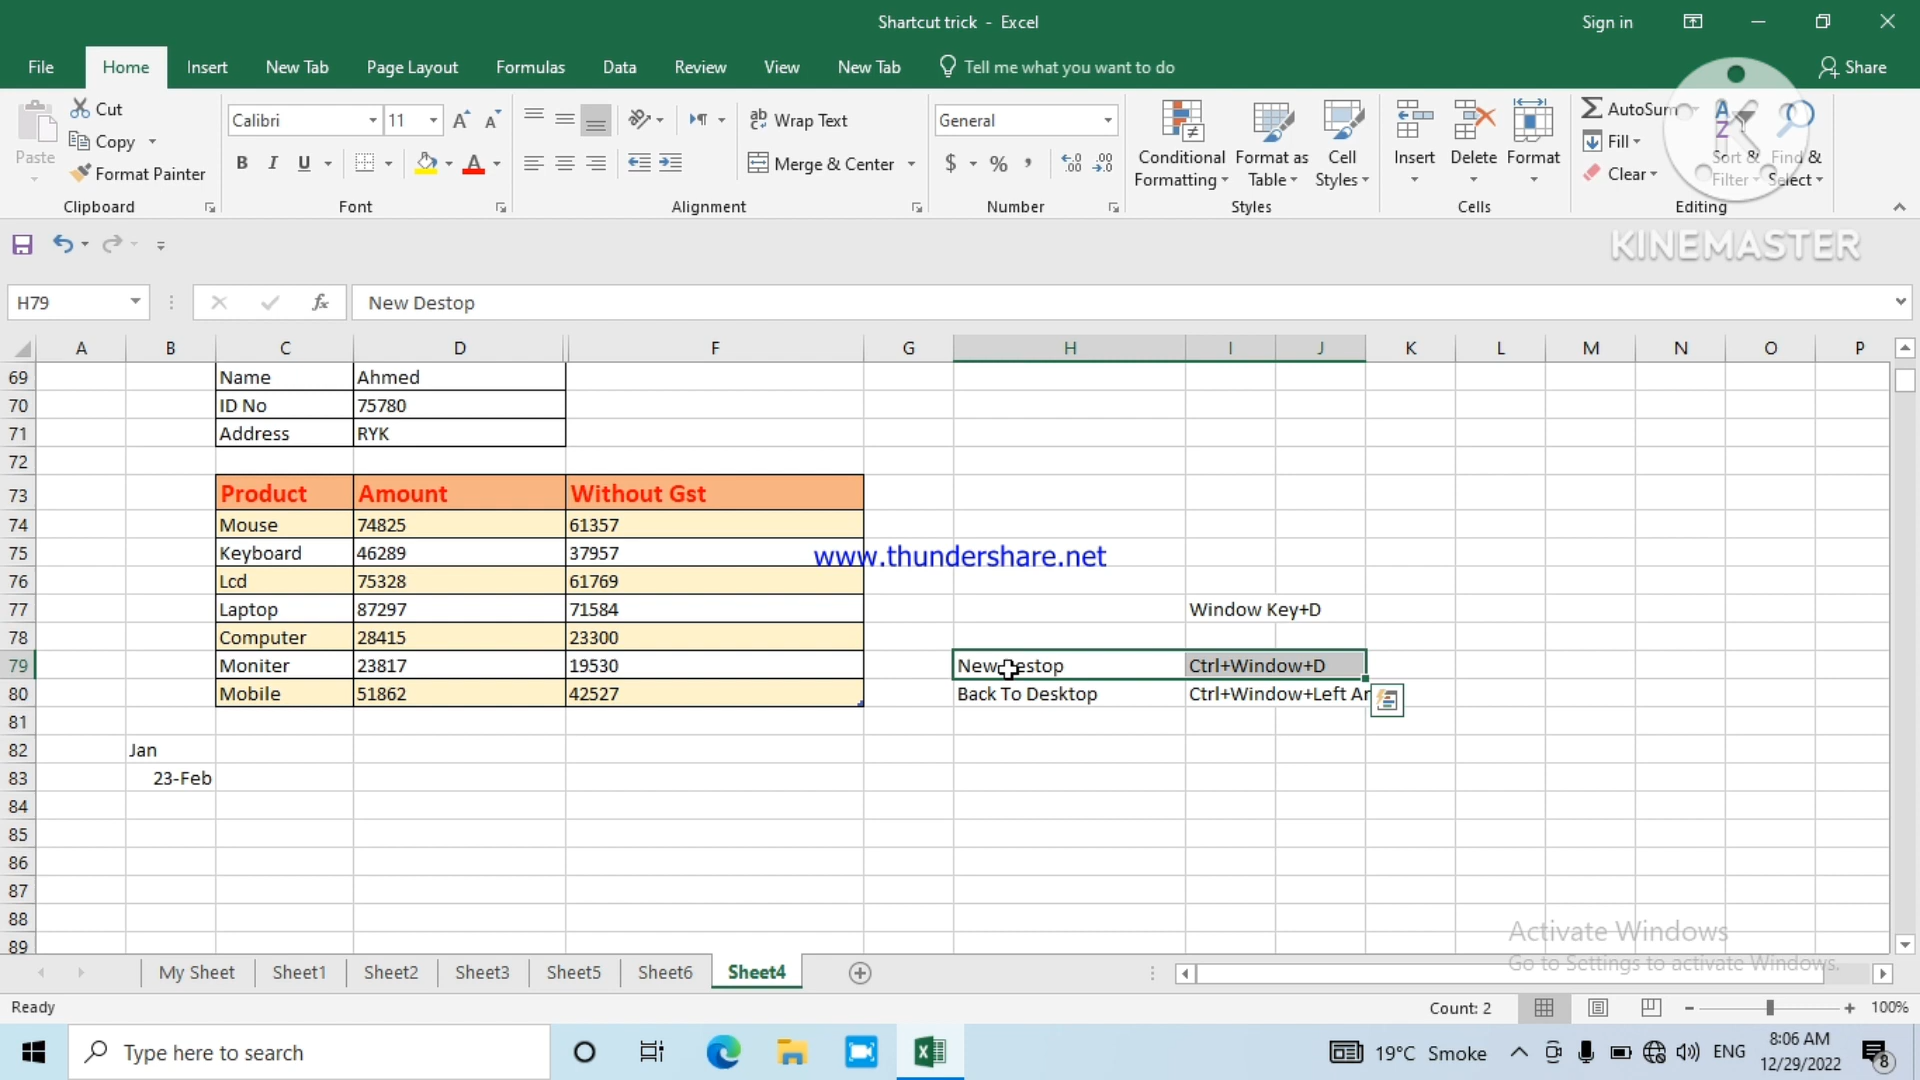 Shartcut trick - Excel
Sign in
File Home Insert New Tab Page Layout Formulas Data Review View New Tab Tell me what you want to do Share
Cut
Copy
Format Painter
Paste
Clipboard
Calibri 11
B I U
Font
Wrap Text
Merge & Center
Alignment
General
$ % ,
Number
Conditional Formatting
Format as Table
Cell Styles
Styles
Insert Delete Format
Cells
AutoSum
Fill
Clear
Sort & Filter
Find & Select
Editing
KINEMASTER
H79 fx New Destop
A B C D F G H I J K L M N O P
69 Name Ahmed
70 ID No 75780
71 Address RYK
72
73 Product Amount Without Gst
74 Mouse 74825 61357
75 Keyboard 46289 37957
www.thundershare.net
76 Lcd 75328 61769
77 Laptop 87297 71584 Window Key+D
78 Computer 28415 23300
79 Moniter 23817 19530 New Destop Ctrl+Window+D
80 Mobile 51862 42527 Back To Desktop Ctrl+Window+Left Ar
81
82 Jan
83 23-Feb
84
85
86
87
88
89
Activate Windows
Go to Settings to activate Windows.
My Sheet Sheet1 Sheet2 Sheet3 Sheet5 Sheet6 Sheet4
Ready Count: 2 100%
Type here to search
19°C Smoke ENG 8:06 AM
12/29/2022 8